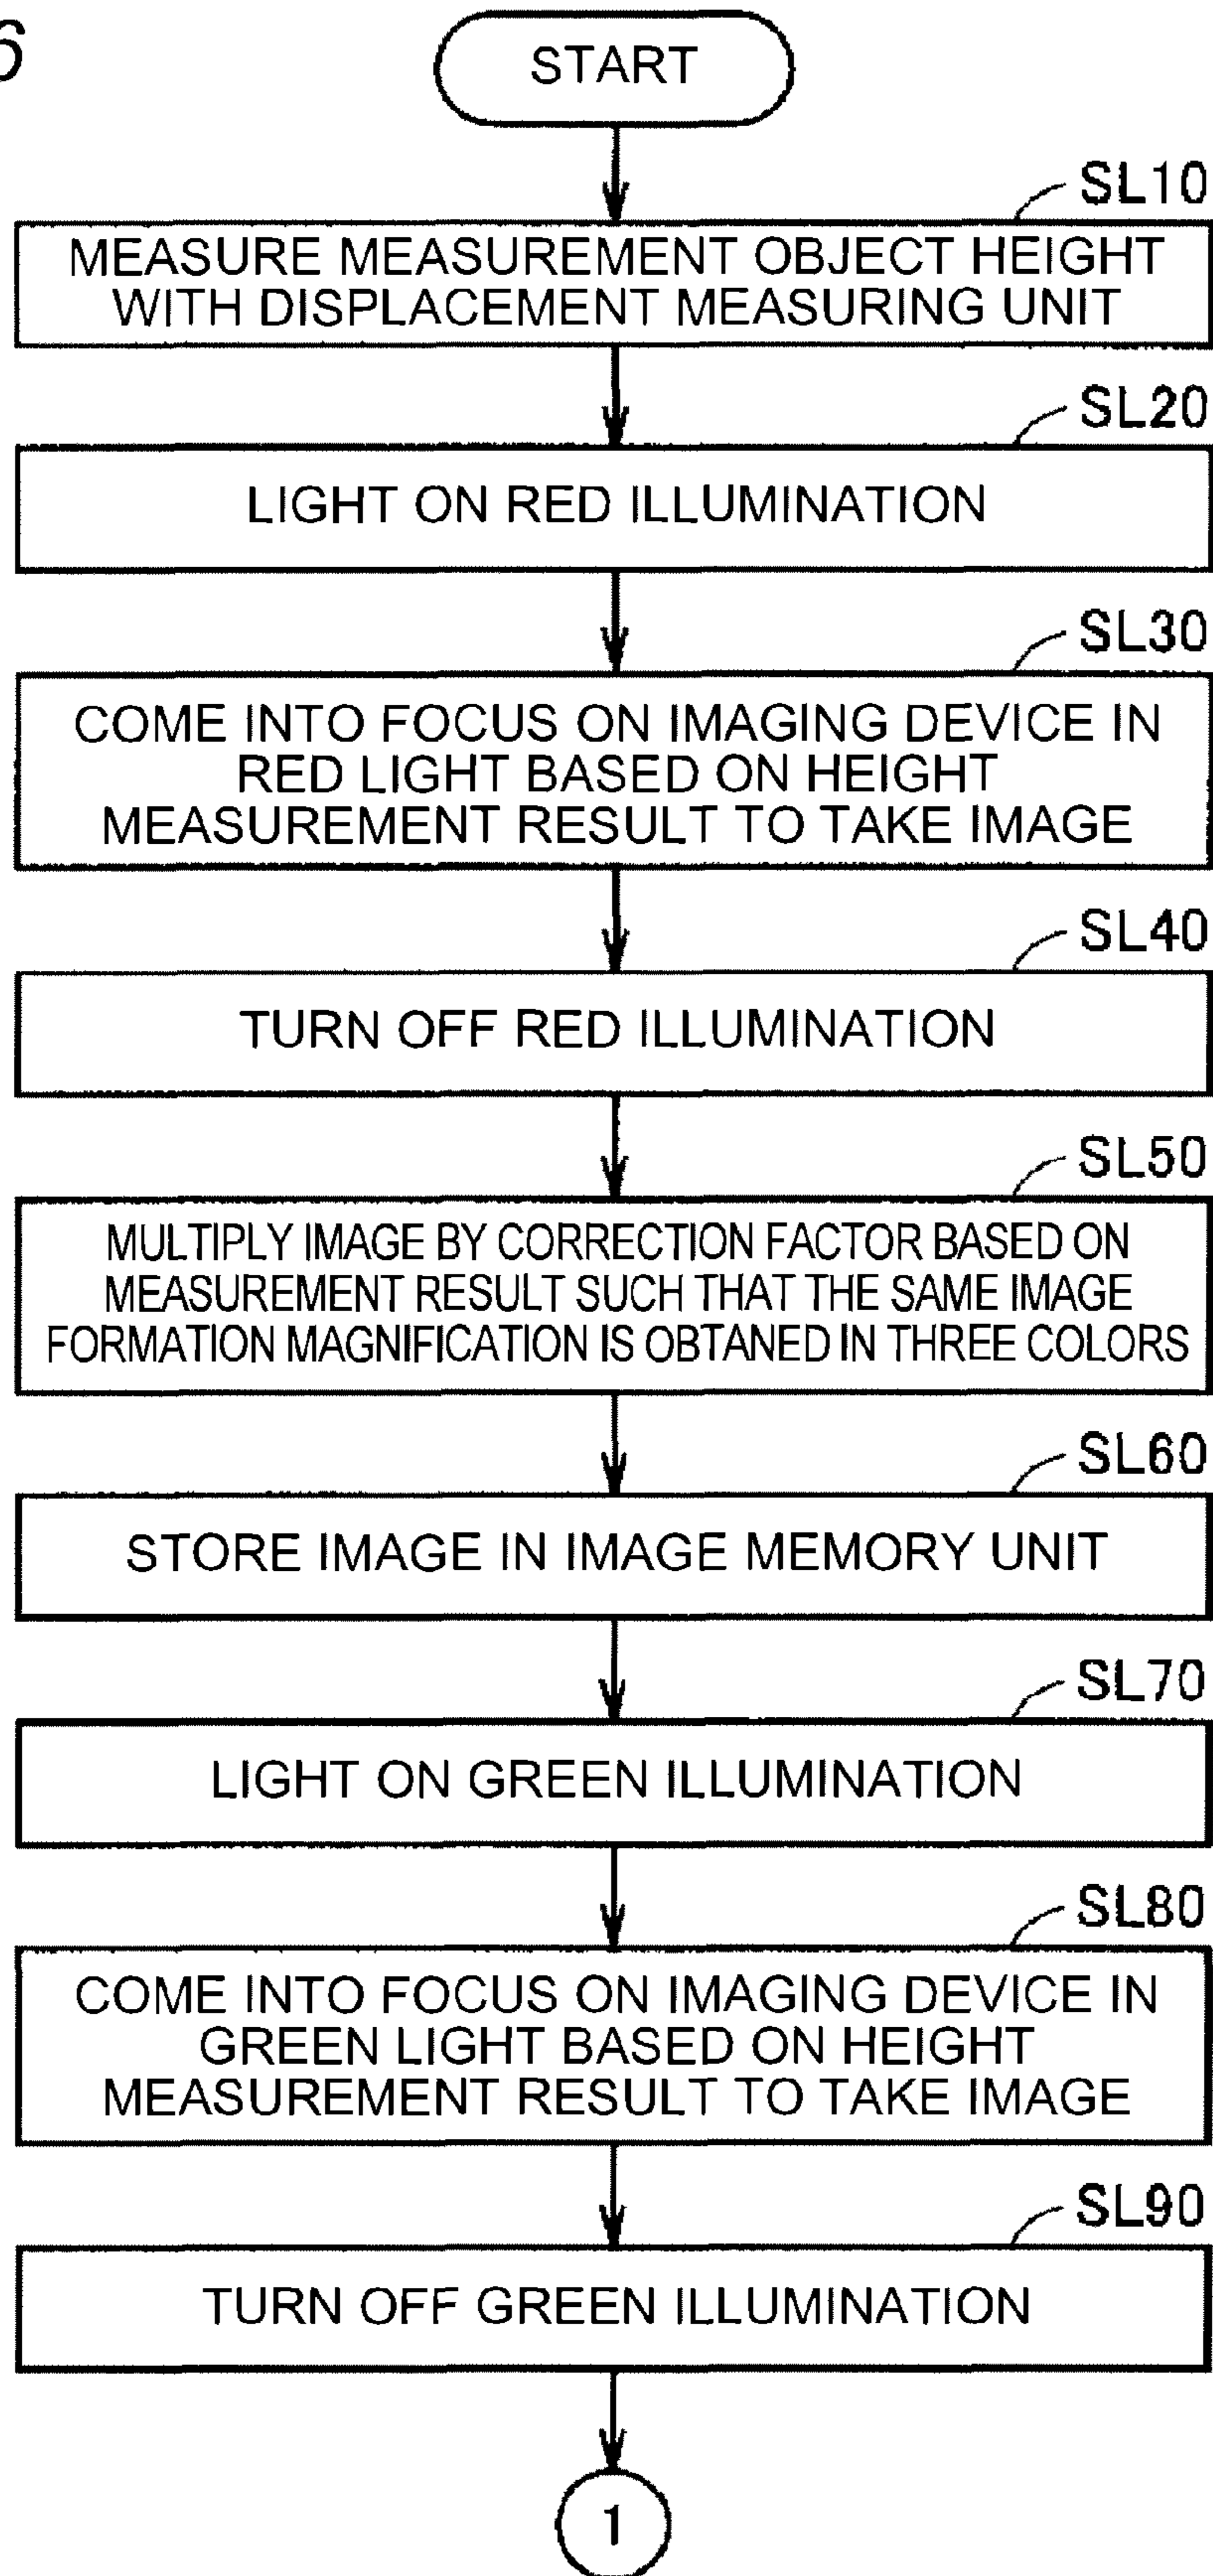 6
START
SL10
MEASURE MEASUREMENT OBJECT HEIGHT
WITH DISPLACEMENT MEASURING UNIT
SL20
LIGHT ON RED ILLUMINATION
SL30
COME INTO FOCUS ON IMAGING DEVICE IN
RED LIGHT BASED ON HEIGHT
MEASUREMENT RESULT TO TAKE IMAGE
SL40
TURN OFF RED ILLUMINATION
SL50
MULTIPLY IMAGE BY CORRECTION FACTOR BASED ON
MEASUREMENT RESULT SUCH THAT THE SAME IMAGE
FORMATION MAGNIFICATION IS OBTANED IN THREE COLORS
SL60
STORE IMAGE IN IMAGE MEMORY UNIT
SL70
LIGHT ON GREEN ILLUMINATION
SL80
COME INTO FOCUS ON IMAGING DEVICE IN
GREEN LIGHT BASED ON HEIGHT
MEASUREMENT RESULT TO TAKE IMAGE
SL90
TURN OFF GREEN ILLUMINATION
1